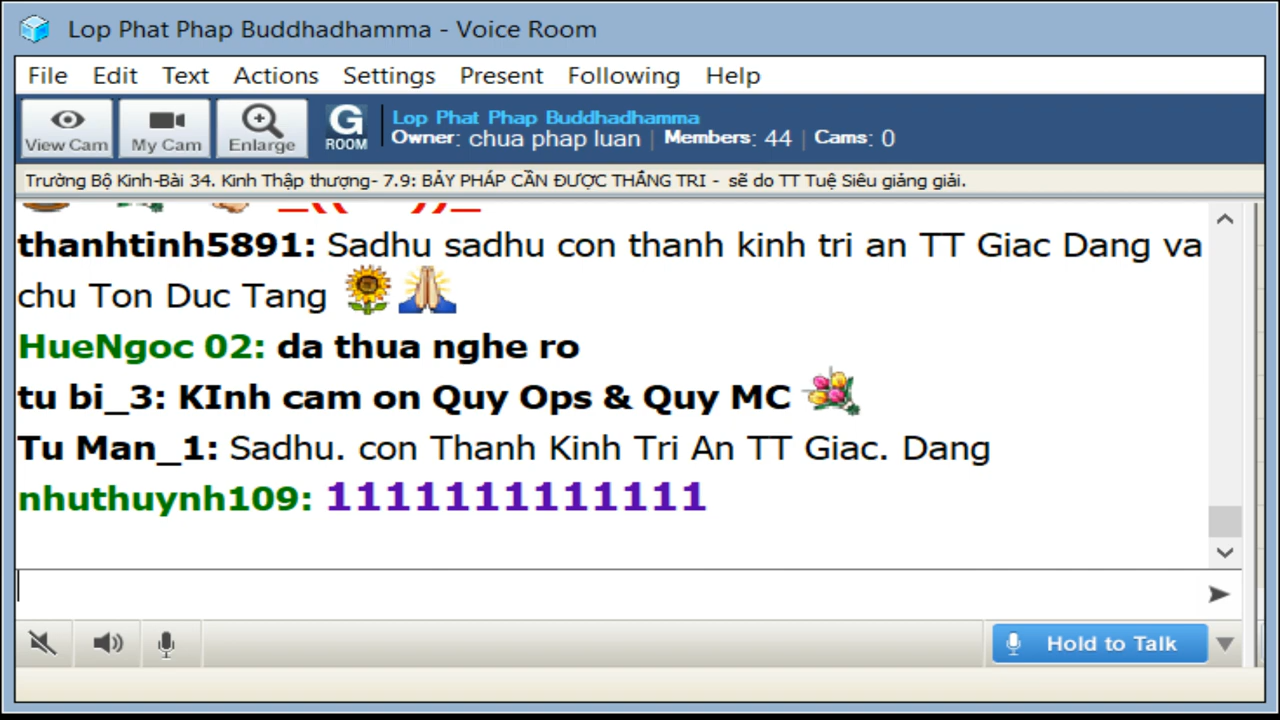 Lop Phat Phap Buddhadhamma - Voice Room
File Edit Text Actions Settings Present Following Help
View Cam My Cam Enlarge G ROOM
Lop Phat Phap Buddhadhamma
Owner: chua phap luan | Members: 44 | Cams: 0
Trường Bộ Kinh-Bài 34. Kinh Thập thượng- 7.9: BẢY PHÁP CẦN ĐƯỢC THẮNG TRI - sẽ do TT Tuệ Siêu giảng giải.
thanhtinh5891: Sadhu sadhu con thanh kinh tri an TT Giac Dang va
chu Ton Duc Tang
HueNgoc 02: da thua nghe ro
tu bi_3: KInh cam on Quy Ops & Quy MC
Tu Man_1: Sadhu. con Thanh Kinh Tri An TT Giac. Dang
nhuthuynh109: 1111111111111
Hold to Talk